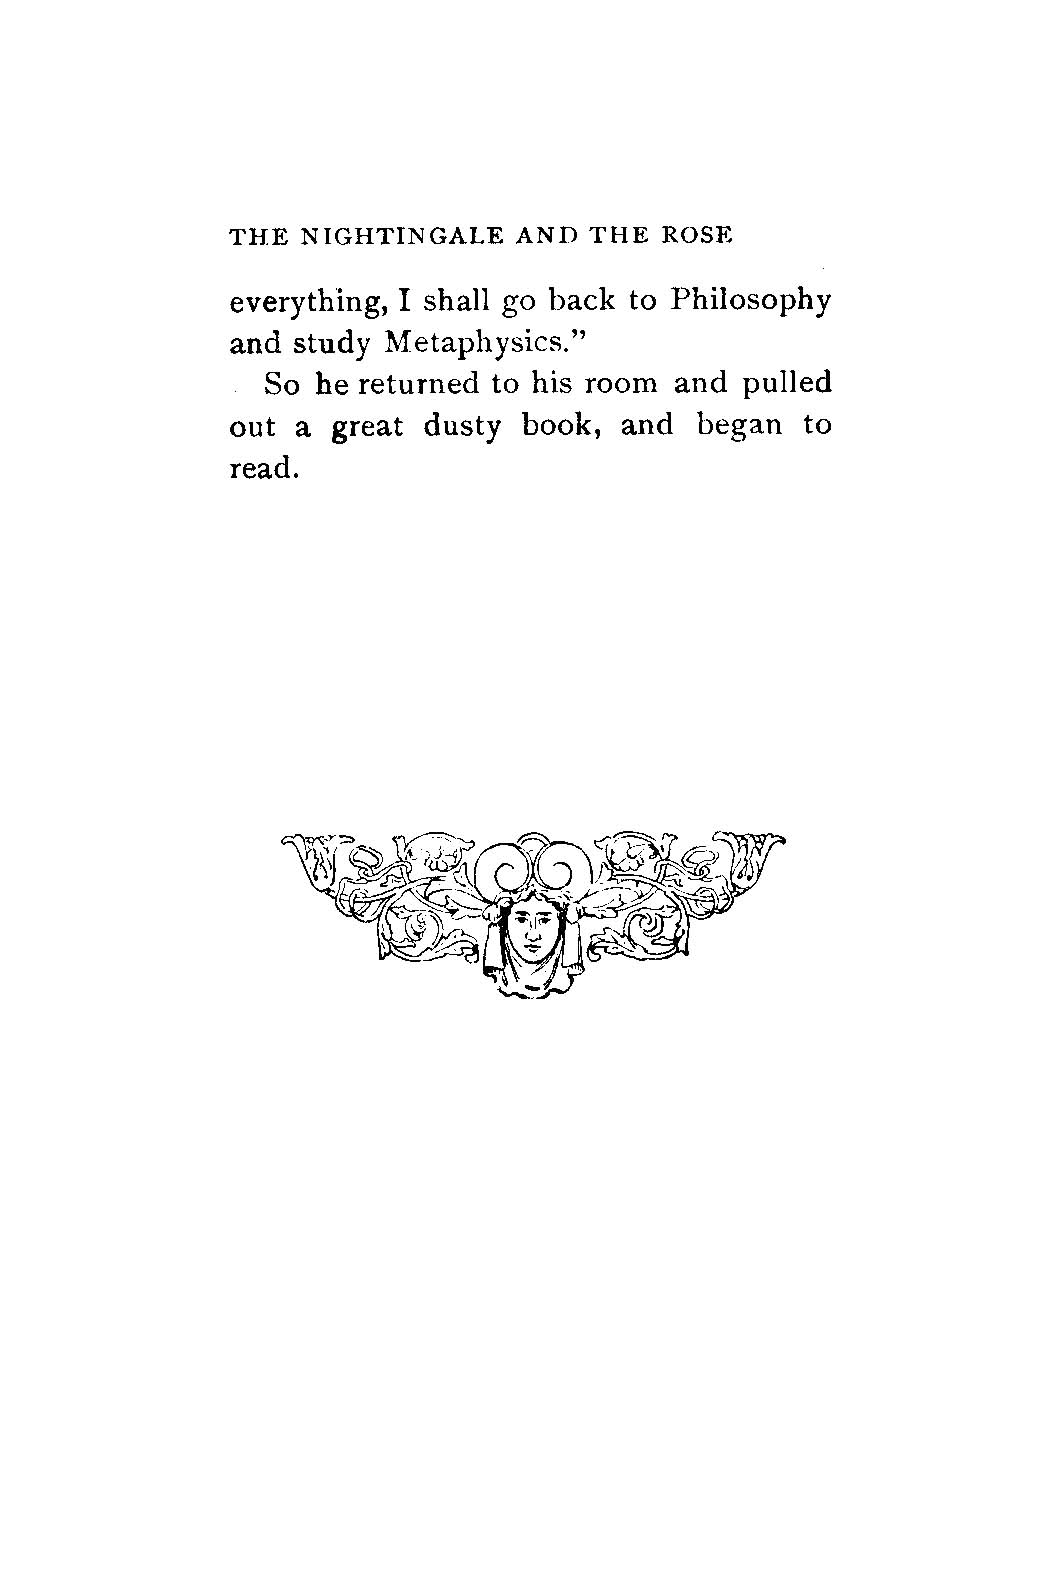 THE NIGHTINGALE AND THE ROSE
everything, I shall go back to Philosophy
and study Metaphysics.”
So he returned to his room and pulled
out a great dusty book, and began to
read.